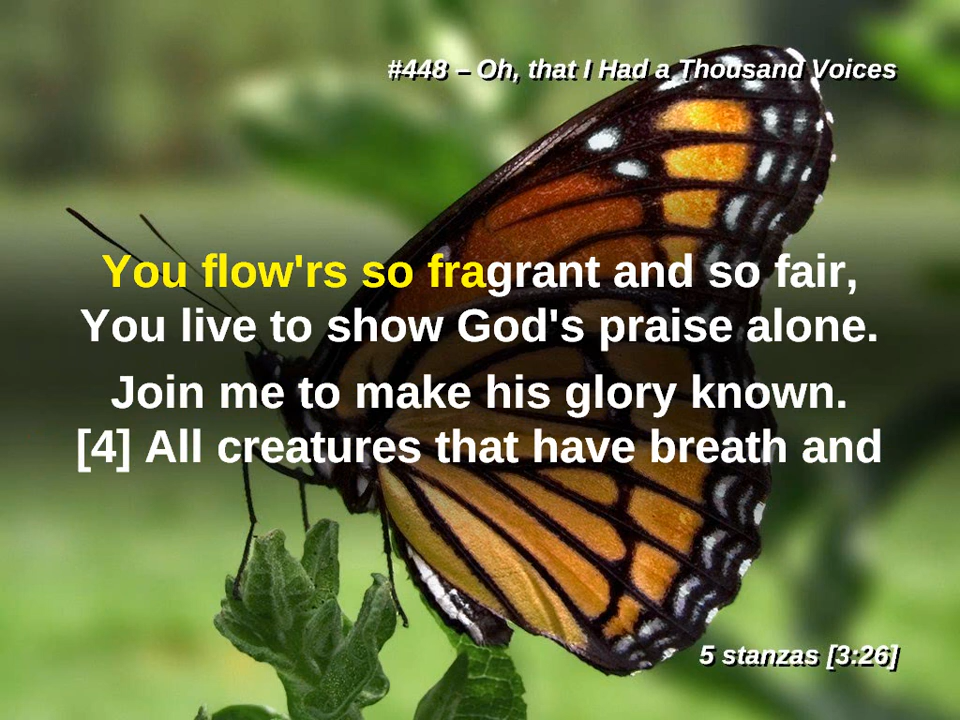 #448 – Oh, that I Had a Thousand Voices
You flow'rs so fragrant and so fair,
You live to show God's praise alone.
Join me to make his glory known.
[4] All creatures that have breath and
5 stanzas [3:26]